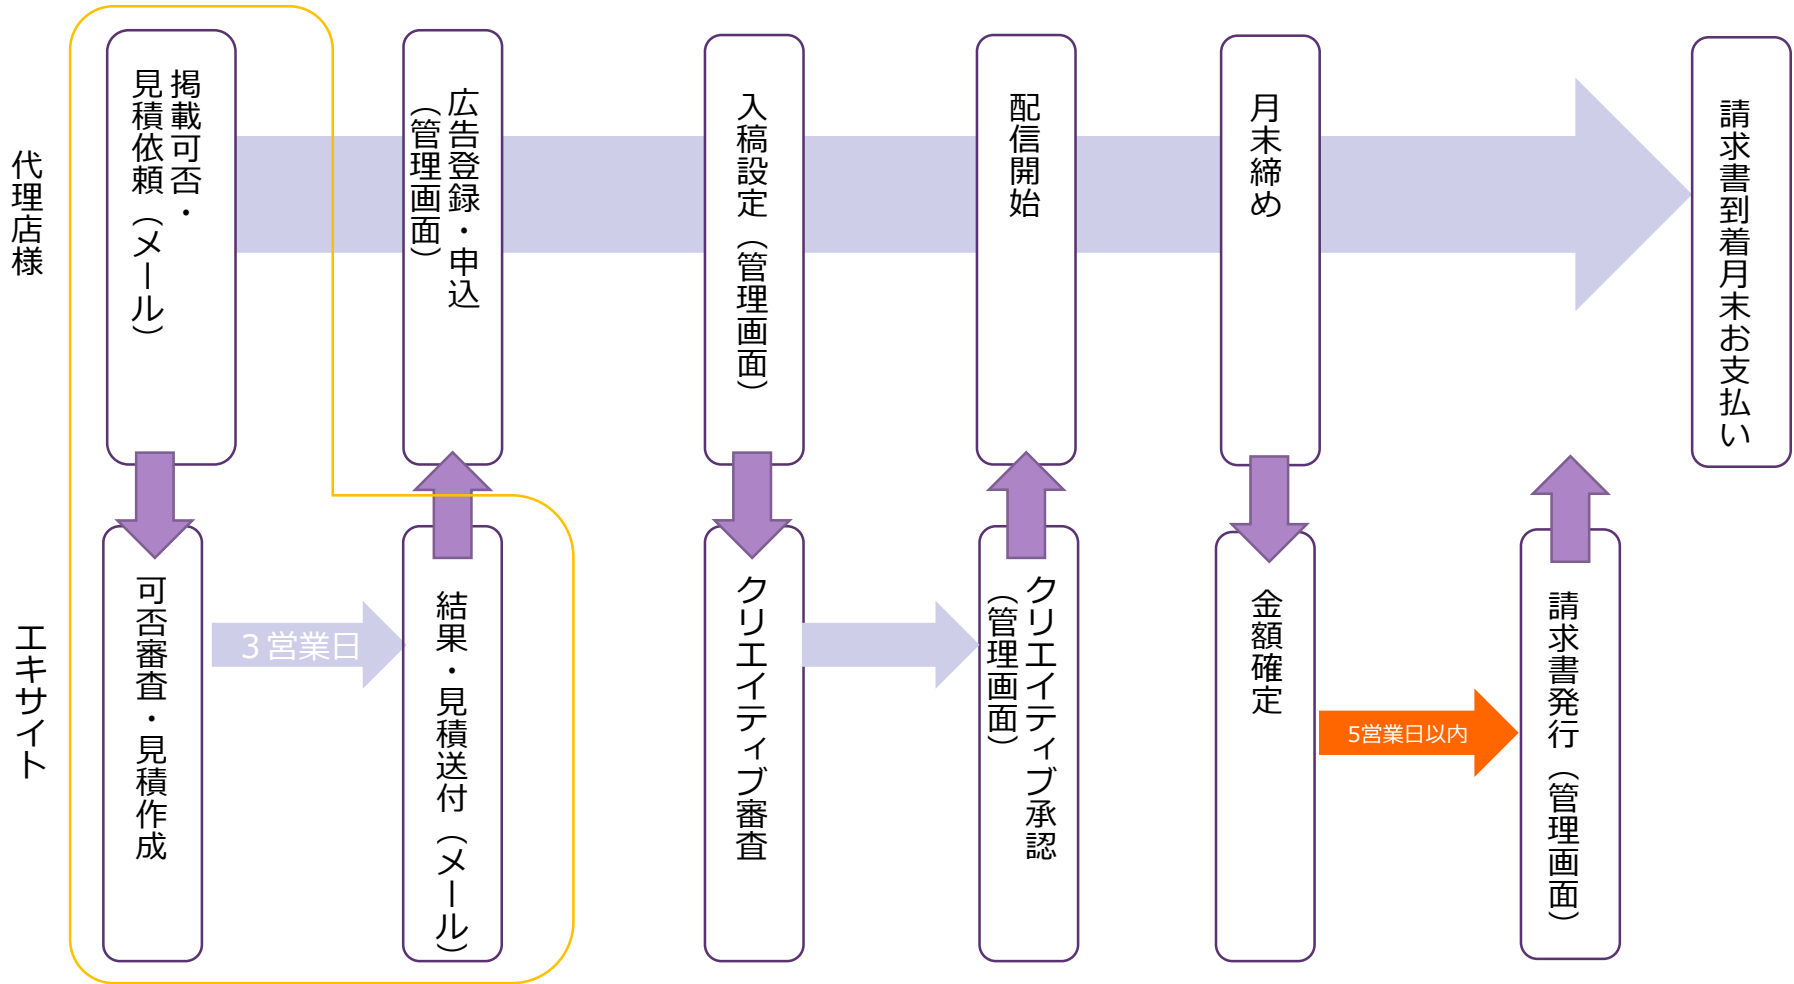 代理店様
掲載可否・
見積依頼（メール）
広告登録・申込
（管理画面）
入稿設定（管理画面）
配信開始
月末締め
請求書到着月末お支払い
エキサイト
可否審査・見積作成
３営業日
結果・見積送付（メール）
クリエイティブ審査
クリエイティブ承認
（管理画面）
金額確定
5営業日以内
請求書発行（管理画面）